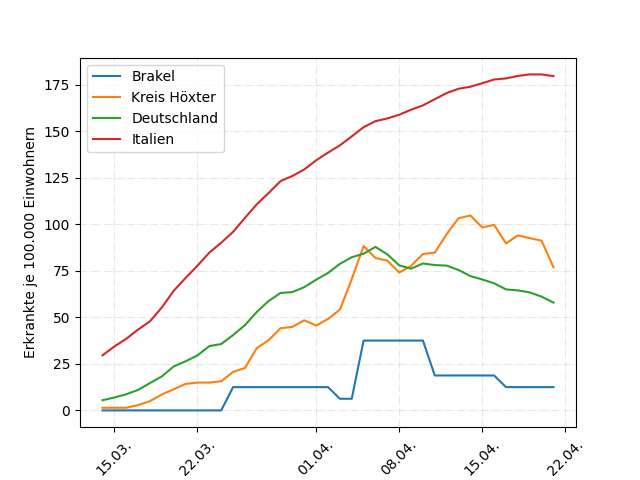 Brakel
Kreis Höxter
Deutschland
Italien
Erkrankte je 100.000 Einwohnern
175
150
125
100
75
50
25
0
15.03.
22.03.
01.04.
08.04.
15.04.
22.04.